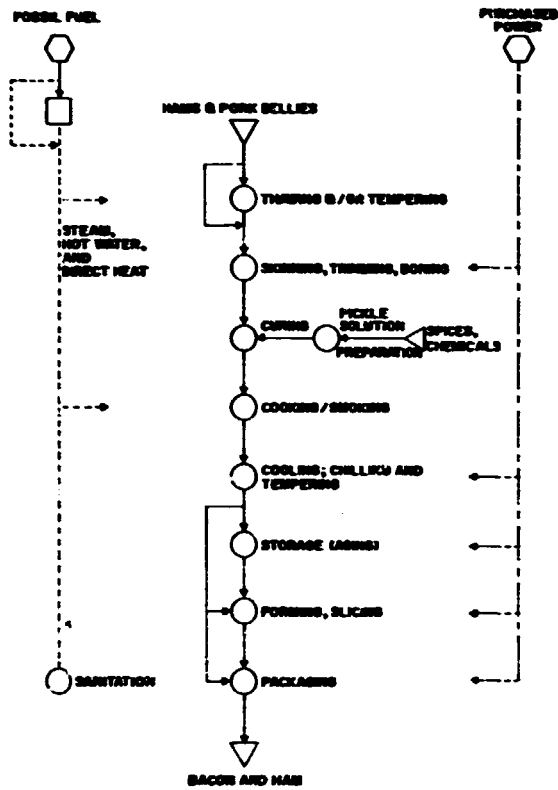 FOSSIL FUEL
PURCHASED
POWER
HAMS & PORK BELLIES
THAWING &/OR TEMPERING
STEAM,
HOT WATER,
AND
DIRECT HEAT
SKINNING, TRIMMING, BONING
CURING
PICKLE
SOLUTION
PREPARATION
SPICES,
CHEMICALS
COOKING/SMOKING
COOLING; CHILLING AND
TEMPERING
STORAGE (AGING)
FORMING, SLICING
SANITATION
PACKAGING
BACON AND HAM